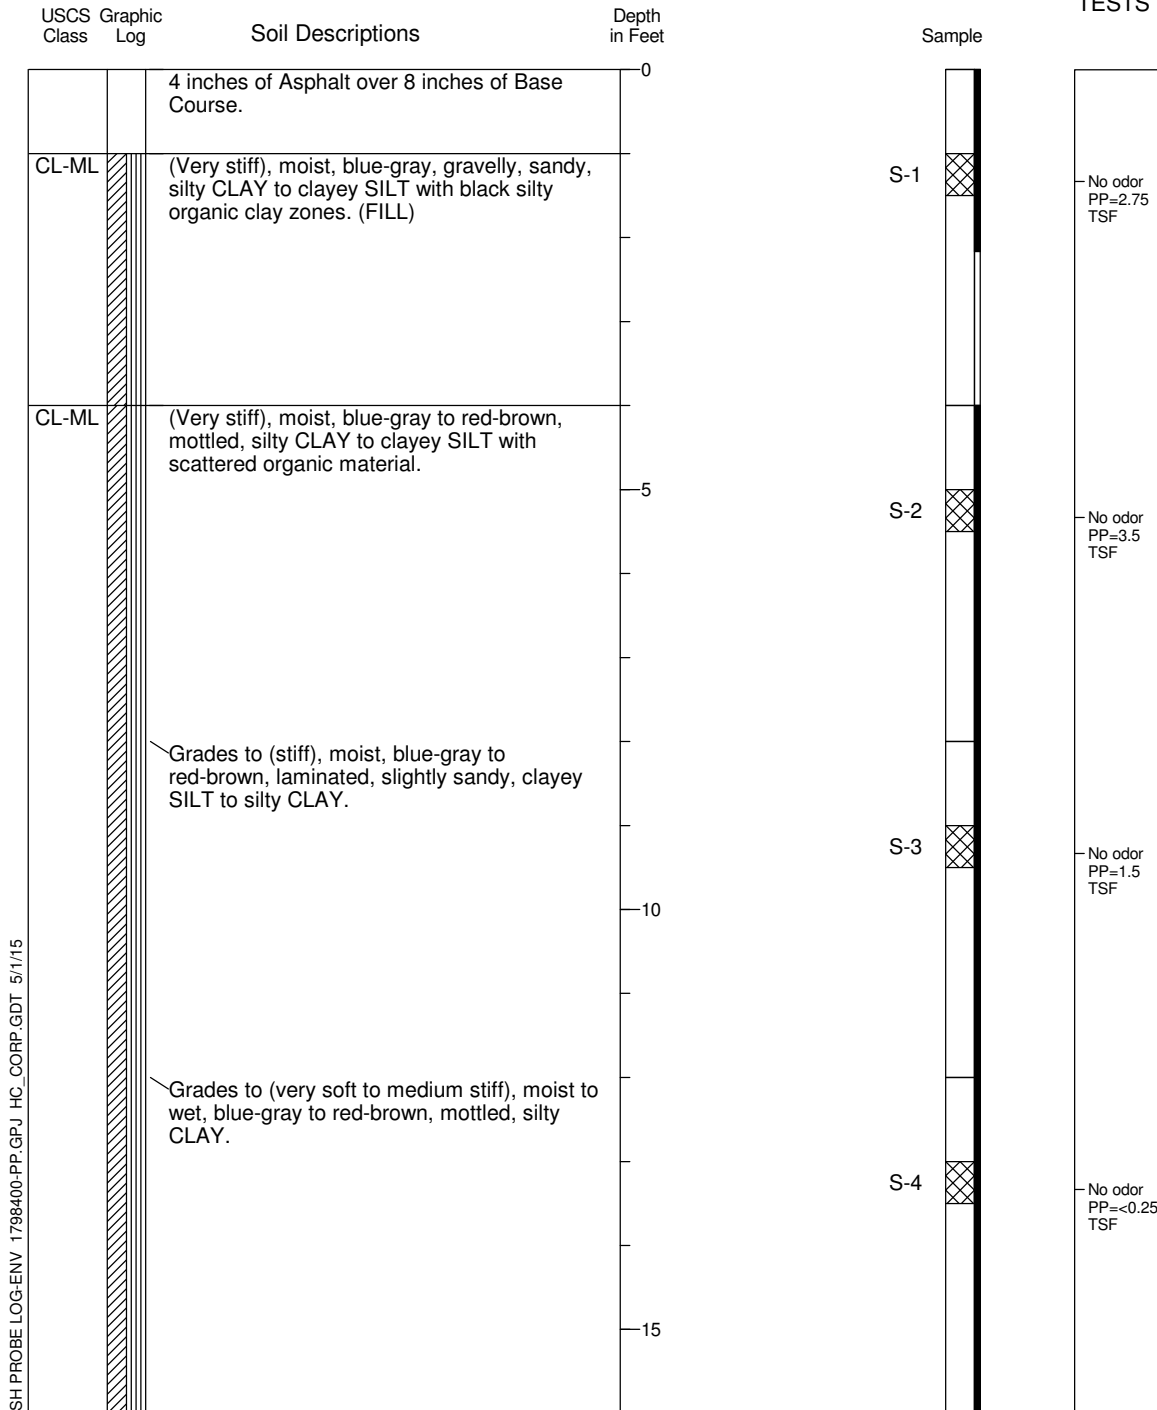 USCS Graphic
Class Log
Soil Descriptions
Depth
in Feet
Sample
TESTS
0
4 inches of Asphalt over 8 inches of Base
Course.
CL-ML
(Very stiff), moist, blue-gray, gravelly, sandy,
silty CLAY to clayey SILT with black silty
organic clay zones. (FILL)
S-1
No odor
PP=2.75
TSF
CL-ML
(Very stiff), moist, blue-gray to red-brown,
mottled, silty CLAY to clayey SILT with
scattered organic material.
5
S-2
No odor
PP=3.5
TSF
Grades to (stiff), moist, blue-gray to
red-brown, laminated, slightly sandy, clayey
SILT to silty CLAY.
S-3
No odor
PP=1.5
TSF
10
Grades to (very soft to medium stiff), moist to
wet, blue-gray to red-brown, mottled, silty
CLAY.
S-4
No odor
PP=<0.25
TSF
15
SH PROBE LOG-ENV 1798400-PP.GPJ HC_CORP.GDT 5/1/15